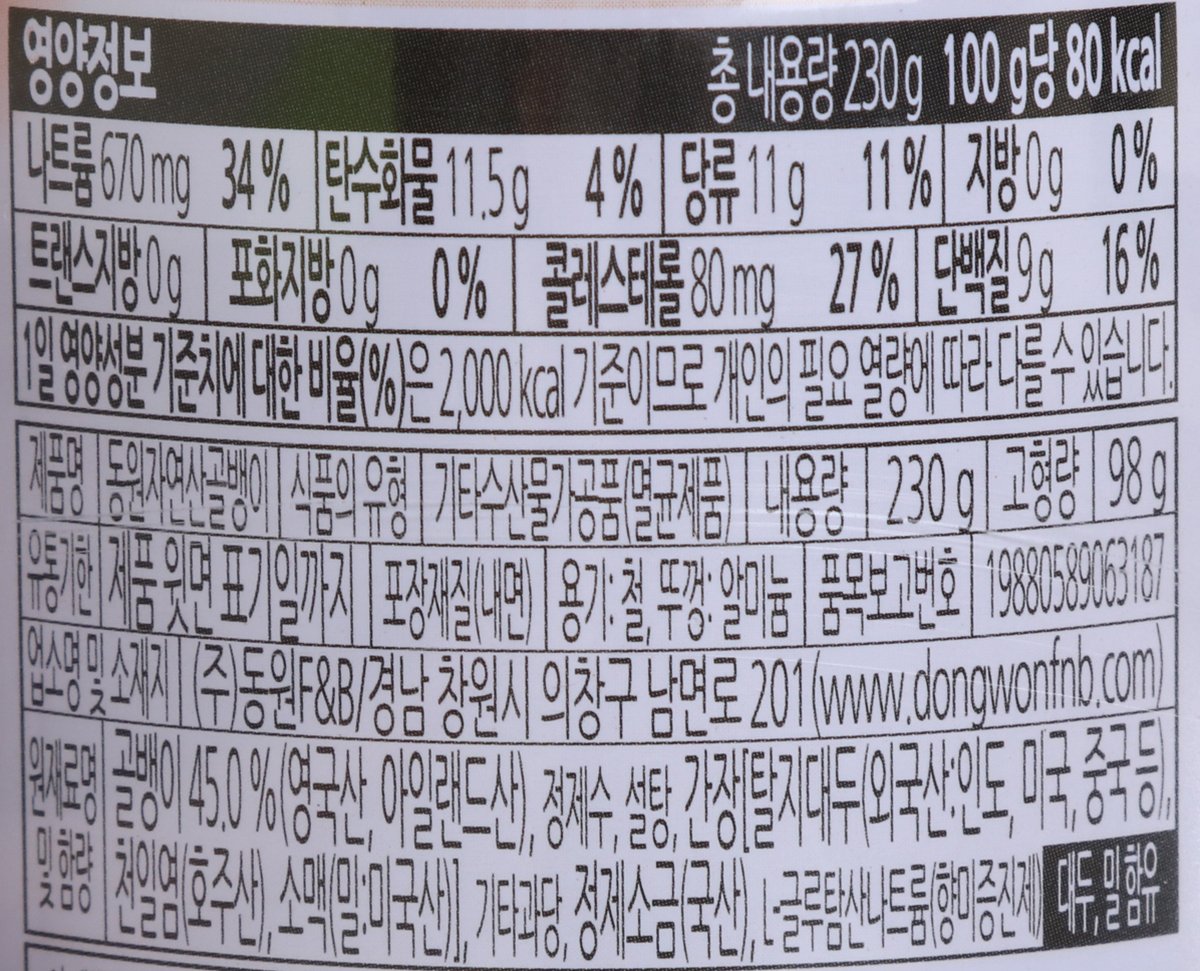 영양정보 총 내용량 230g 100 g당 80 kcal
나트륨 670mg 34% 탄수화물 11.5g 4% 당류 11g 11% 지방 0g 0%
트랜스지방 0g 포화지방 0g 0% 콜레스테롤 80mg 27% 단백질 9g 16%
1일 영양성분 기준치에 대한 비율(%)은 2,000 kcal 기준이므로 개인의 필요 열량에 따라 다를 수 있습니다.
제품명 동원자연산골뱅이 식품의 유형 기타수산물가공품(멸균제품) 내용량 230 g 고형량 98 g
유통기한 제품 윗면 표기일까지 포장재질(내면) 용기: 철, 뚜껑: 알미늄 품목보고번호 19880589063187
업소명 및 소재지 (주)동원F&B/경남 창원시 의창구 남면로 201(www.dongwonfnb.com)
원재료명 골뱅이 45.0 %(영국산, 아일랜드산), 정제수, 설탕, 간장[탈지대두(외국산:인도, 미국, 중국 등),
및 함량 천일염(호주산), 소맥(밀:미국산)], 기타과당, 정제소금(국산), L-글루탐산나트륨(향미증진제) 대두, 밀 함유